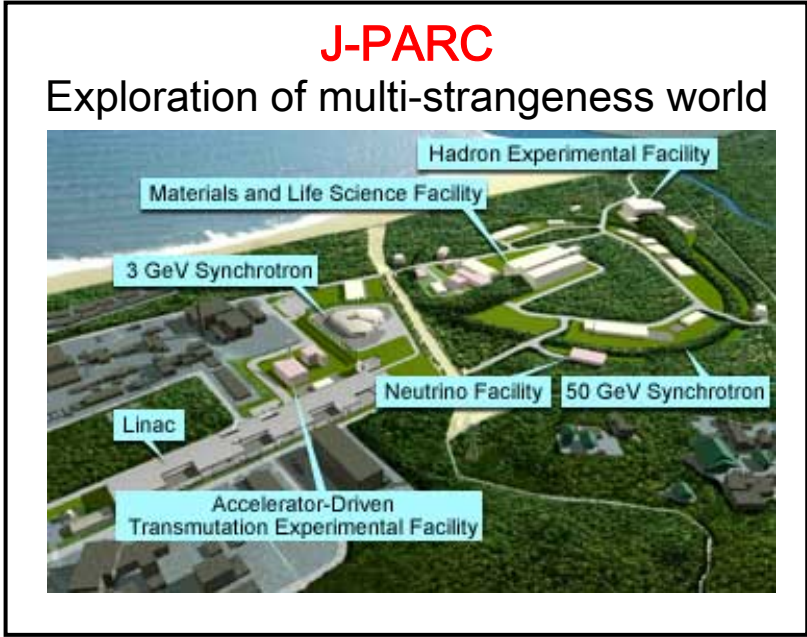 J-PARC
Exploration of multi-strangeness world
Hadron Experimental Facility
Materials and Life Science Facility
3 GeV Synchrotron
Neutrino Facility
50 GeV Synchrotron
Linac
Accelerator-Driven
Transmutation Experimental Facility